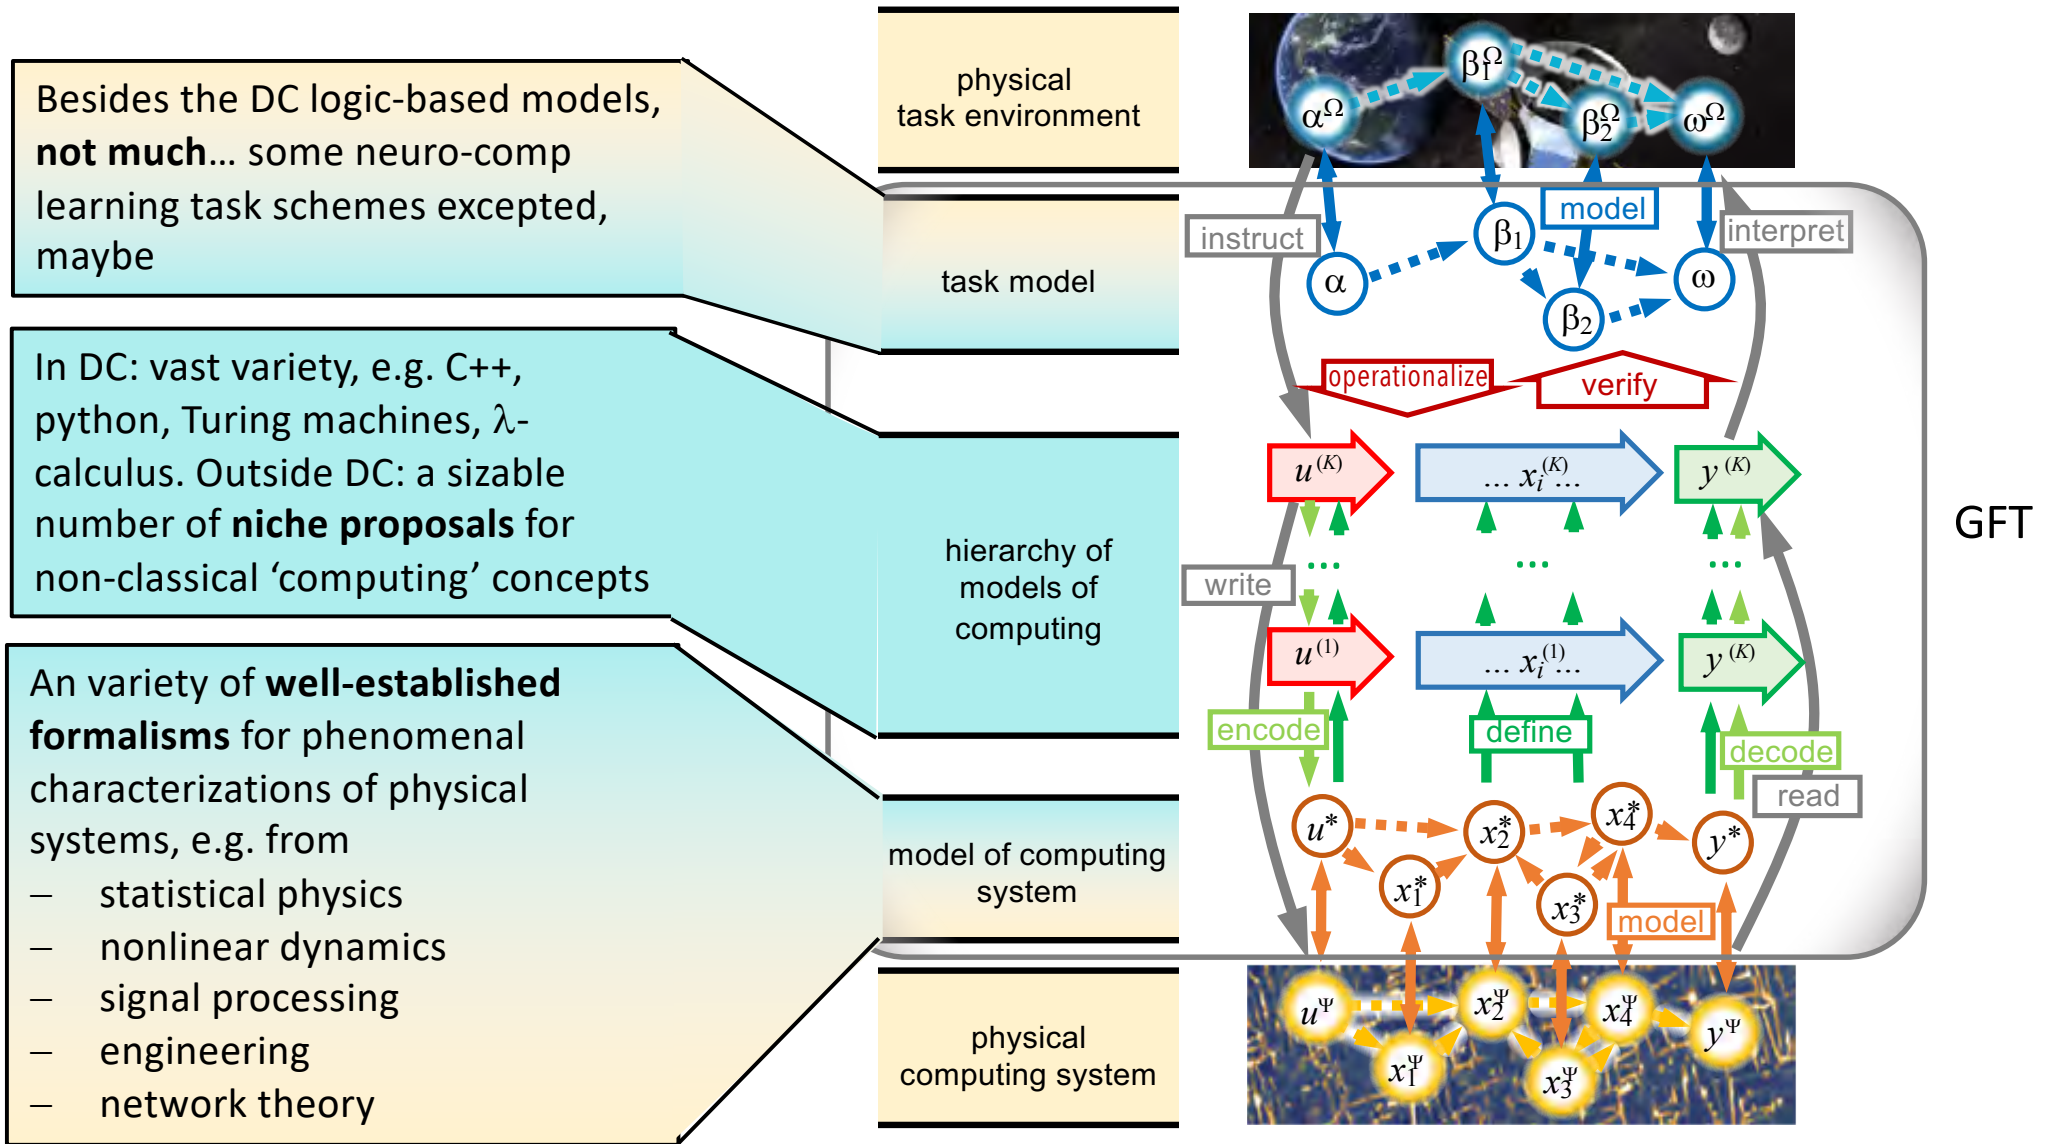 Besides the DC logic-based models,
not much… some neuro-comp
learning task schemes excepted,
maybe
In DC: vast variety, e.g. C++,
python, Turing machines, λ-
calculus. Outside DC: a sizable
number of niche proposals for
non-classical ‘computing’ concepts
An variety of well-established
formalisms for phenomenal
characterizations of physical
systems, e.g. from
– statistical physics
– nonlinear dynamics
– signal processing
– engineering
– network theory
physical
task environment
task model
hierarchy of
models of
computing
model of computing
system
physical
computing system
α^Ω
β_1^Ω
β_2^Ω
ω^Ω
instruct
model
interpret
α
β_1
β_2
ω
operationalize
verify
u^(K)
... x_i^(K)...
y^(K)
...
...
...
write
u^(1)
... x_i^(1)...
y^(K)
encode
define
decode
read
u*
x_1*
x_2*
x_3*
x_4*
y*
model
u^Ψ
x_1^Ψ
x_2^Ψ
x_3^Ψ
x_4^Ψ
y^Ψ
GFT